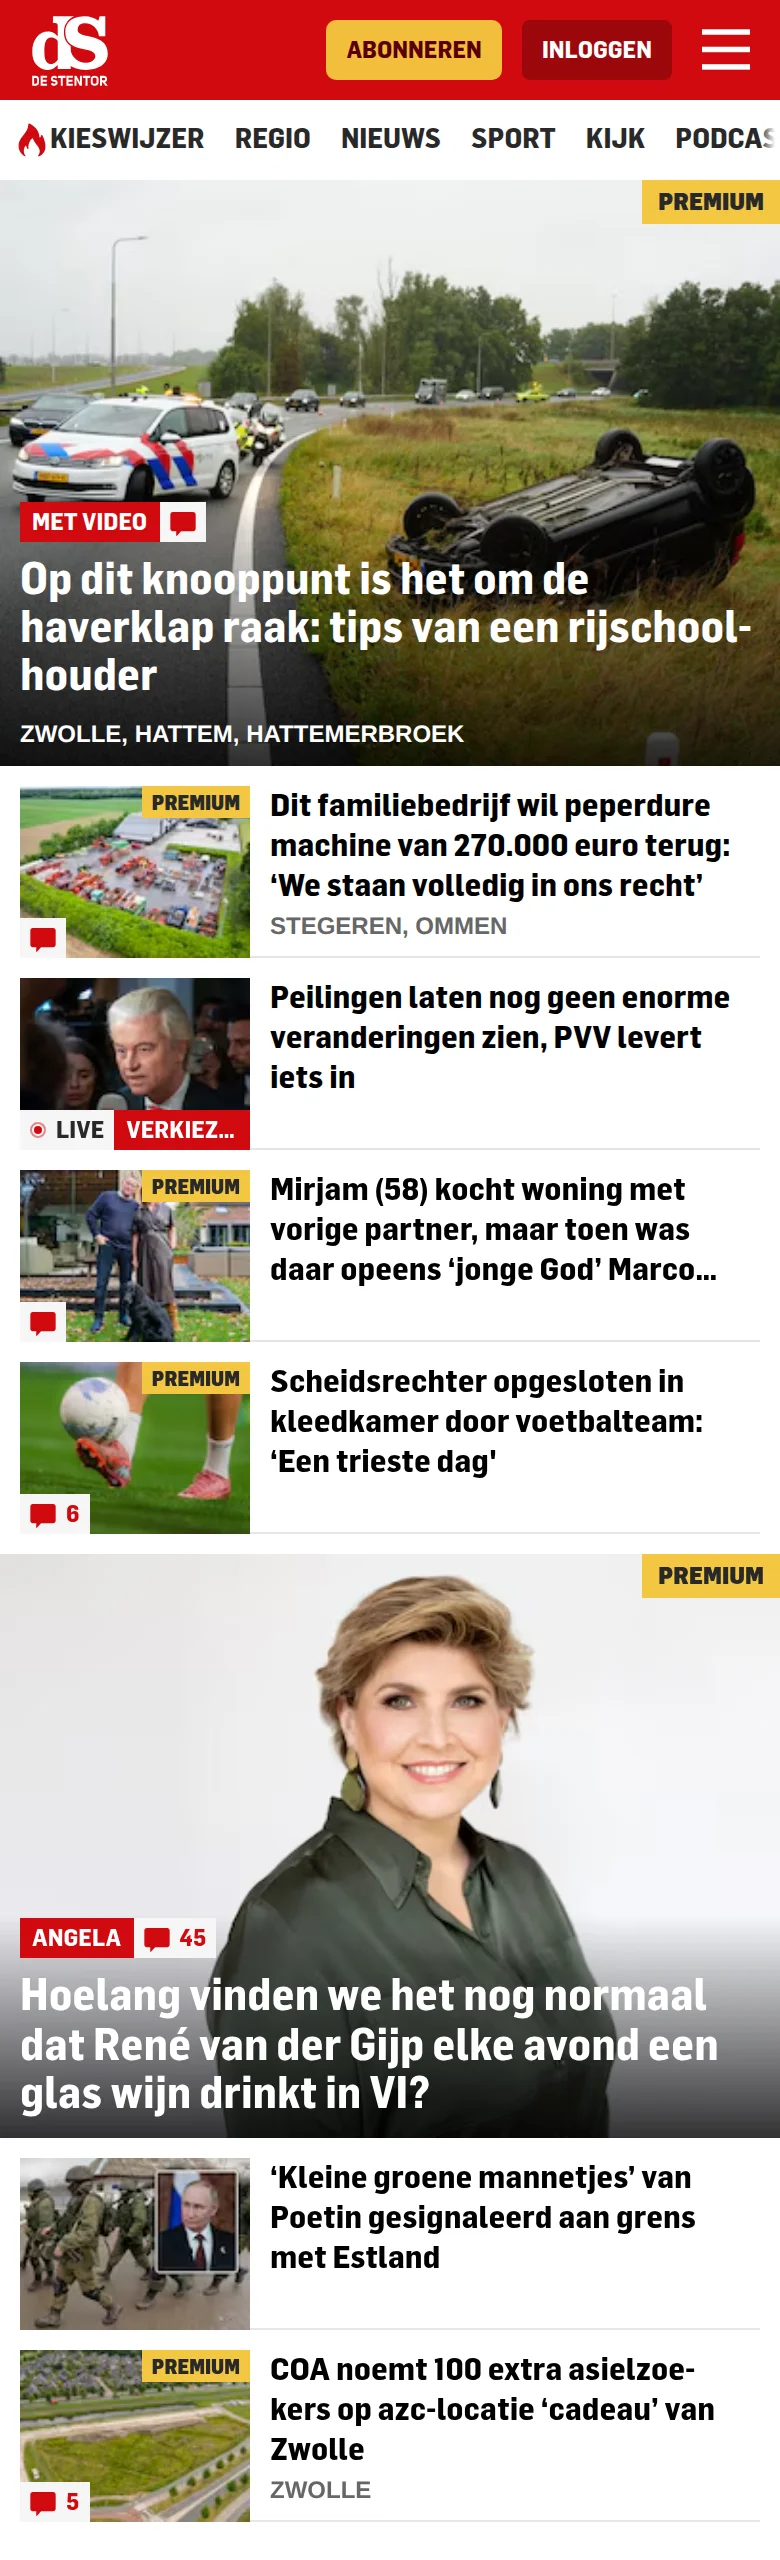 dS
DE STENTOR
ABONNEREN
INLOGGEN
KIESWIJZER REGIO NIEUWS SPORT KIJK PODCAS
PREMIUM
MET VIDEO
Op dit knooppunt is het om de
haverklap raak: tips van een rijschool-
houder
ZWOLLE, HATTEM, HATTEMERBROEK
PREMIUM
Dit familiebedrijf wil peperdure
machine van 270.000 euro terug:
‘We staan volledig in ons recht’
STEGEREN, OMMEN
Peilingen laten nog geen enorme
veranderingen zien, PVV levert
iets in
LIVE VERKIEZ...
PREMIUM
Mirjam (58) kocht woning met
vorige partner, maar toen was
daar opeens ‘jonge God’ Marco...
PREMIUM
Scheidsrechter opgesloten in
kleedkamer door voetbalteam:
‘Een trieste dag'
6
PREMIUM
ANGELA 45
Hoelang vinden we het nog normaal
dat René van der Gijp elke avond een
glas wijn drinkt in VI?
‘Kleine groene mannetjes’ van
Poetin gesignaleerd aan grens
met Estland
PREMIUM
COA noemt 100 extra asielzoe-
kers op azc-locatie ‘cadeau’ van
Zwolle
ZWOLLE
5